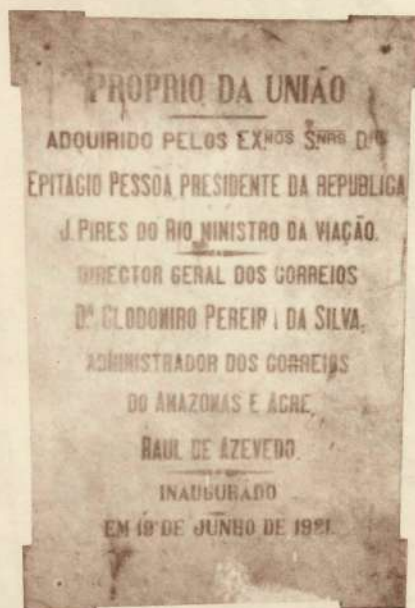 PROPRIO DA UNIÃO
ADQUIRIDO PELOS EX.MOS SNRS DRS
EPITACIO PESSOA PRESIDENTE DA REPUBLICA
J. PIRES DO RIO MINISTRO DA VIAÇÃO.
DIRECTOR GERAL DOS CORREIOS
DR CLODOMIRO PEREIRA DA SILVA,
ADMINISTRADOR DOS CORREIOS
DO AMAZONAS E ACRE,
RAUL DE AZEVEDO.
INAUGURADO
EM 19 DE JUNHO DE 1921.